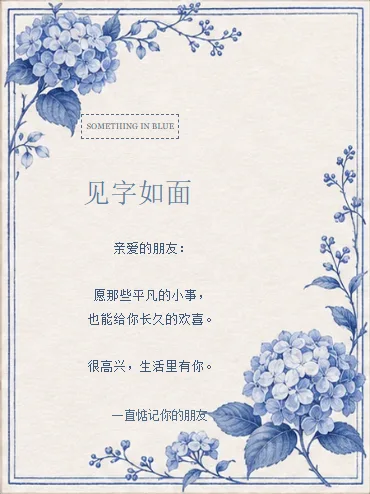 SOMETHING IN BLUE
见字如面
亲爱的朋友：
愿那些平凡的小事，
也能给你长久的欢喜。
很高兴，生活里有你。
一直惦记你的朋友